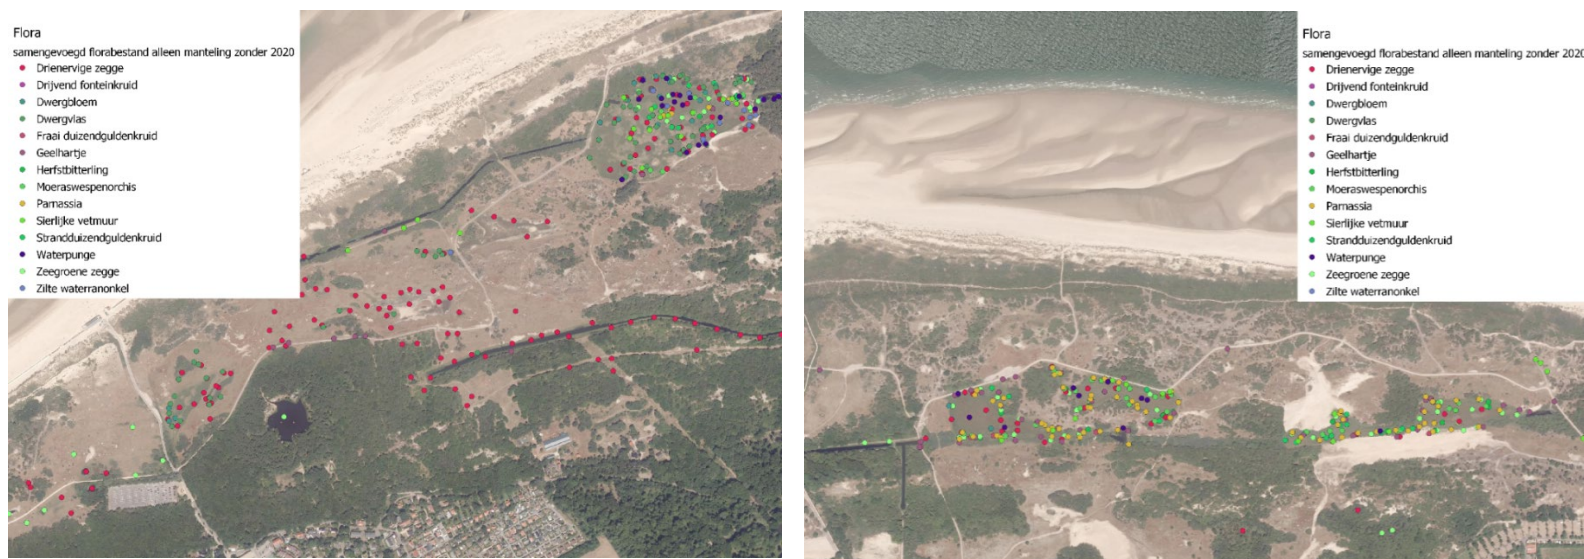 Flora
samengevoegd florabestand alleen manteling zonder 2020
Drienervige zegge
Drijvend fonteinkruid
Dwergbloem
Dwergvlas
Fraai duizendguldenkruid
Geelhartje
Herfstbitterling
Moeraswespenorchis
Parnassia
Sierlijke vetmuur
Strandduizendguldenkruid
Waterpunge
Zeegroene zegge
Zilte waterranonkel
Flora
samengevoegd florabestand alleen manteling zonder 2020
Drienervige zegge
Drijvend fonteinkruid
Dwergbloem
Dwergvlas
Fraai duizendguldenkruid
Geelhartje
Herfstbitterling
Moeraswespenorchis
Parnassia
Sierlijke vetmuur
Strandduizendguldenkruid
Waterpunge
Zeegroene zegge
Zilte waterranonkel